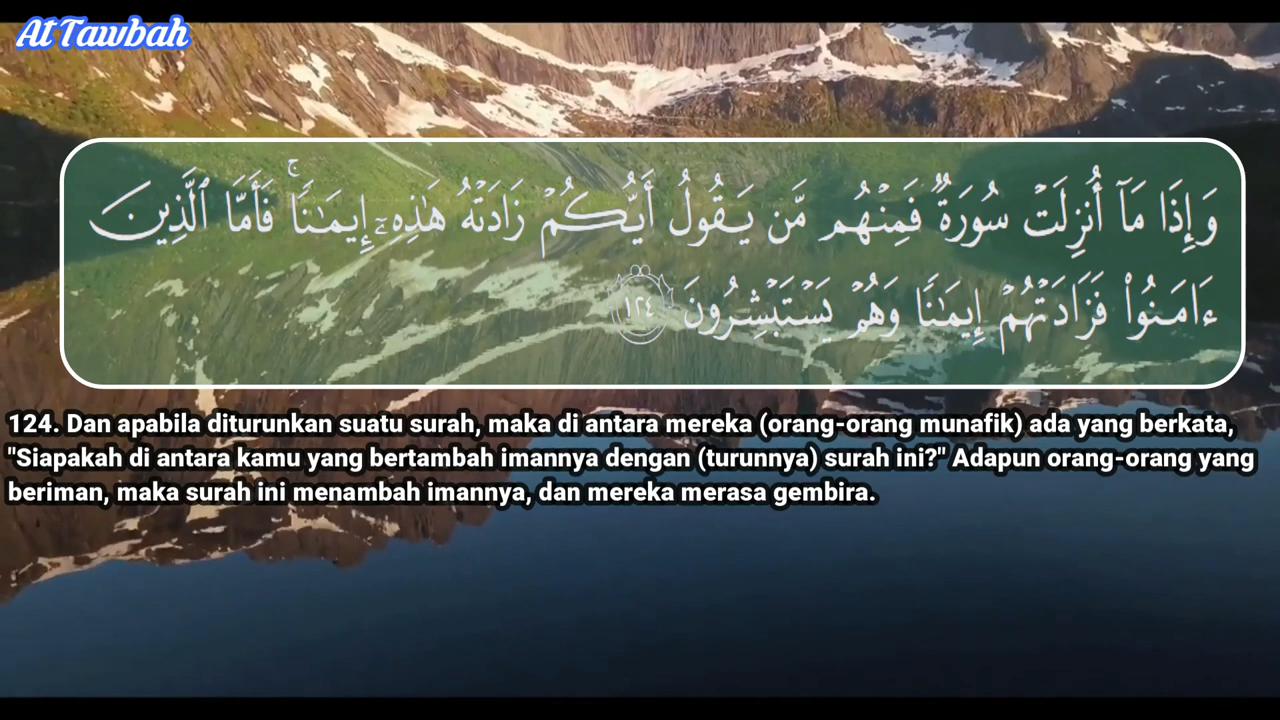 At Tawbah
وَإِذَا مَآ أُنزِلَتْ سُورَةٌ فَمِنْهُم مَّن يَقُولُ أَيُّكُمْ زَادَتْهُ هَٰذِهِۦٓ إِيمَٰنًا ۚ فَأَمَّا ٱلَّذِينَ
ءَامَنُوا۟ فَزَادَتْهُمْ إِيمَٰنًا وَهُمْ يَسْتَبْشِرُونَ ١٢٤
124. Dan apabila diturunkan suatu surah, maka di antara mereka (orang-orang munafik) ada yang berkata,
"Siapakah di antara kamu yang bertambah imannya dengan (turunnya) surah ini?" Adapun orang-orang yang
beriman, maka surah ini menambah imannya, dan mereka merasa gembira.